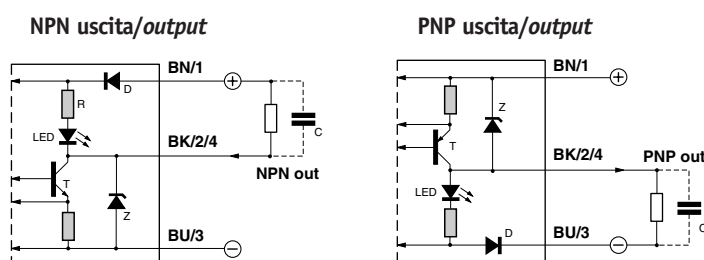 NPN uscita/output
PNP uscita/output
BN/1
D
R
LED
C
BK/2/4
NPN out
T
Z
BU/3
BN/1
Z
T
BK/2/4
PNP out
LED
C
D
BU/3